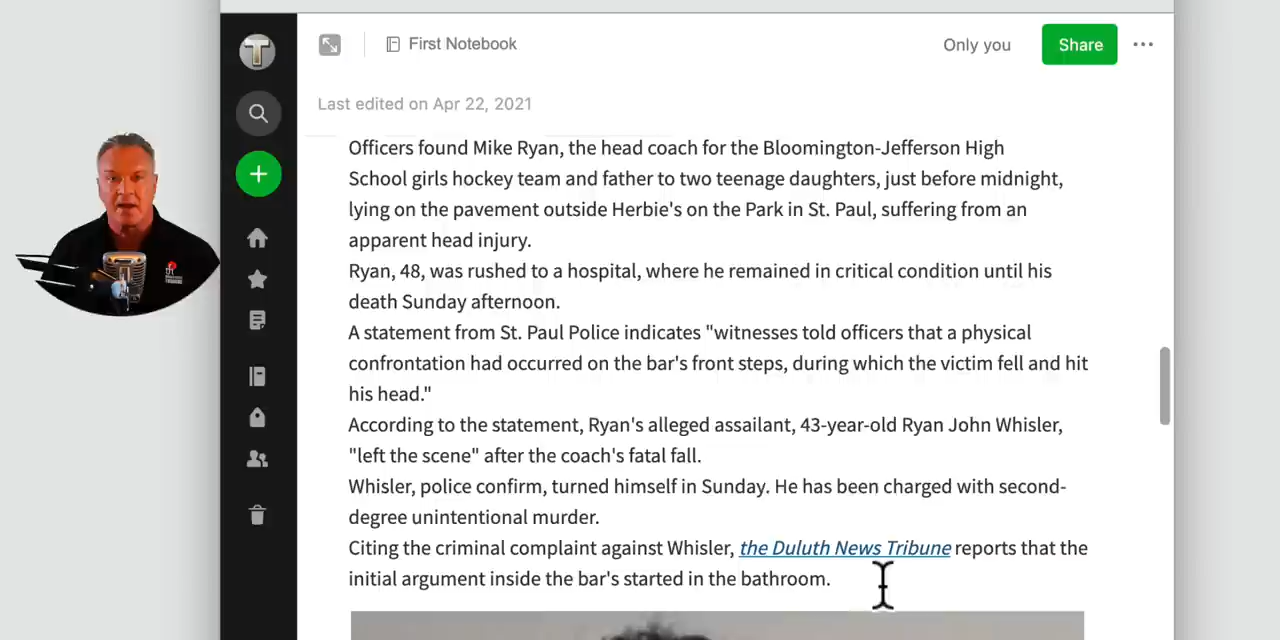 T
First Notebook
Only you
Share
Last edited on Apr 22, 2021
Officers found Mike Ryan, the head coach for the Bloomington-Jefferson High
School girls hockey team and father to two teenage daughters, just before midnight,
lying on the pavement outside Herbie's on the Park in St. Paul, suffering from an
apparent head injury.
Ryan, 48, was rushed to a hospital, where he remained in critical condition until his
death Sunday afternoon.
A statement from St. Paul Police indicates "witnesses told officers that a physical
confrontation had occurred on the bar's front steps, during which the victim fell and hit
his head."
According to the statement, Ryan's alleged assailant, 43-year-old Ryan John Whisler,
"left the scene" after the coach's fatal fall.
Whisler, police confirm, turned himself in Sunday. He has been charged with second-
degree unintentional murder.
Citing the criminal complaint against Whisler, the Duluth News Tribune reports that the
initial argument inside the bar's started in the bathroom.